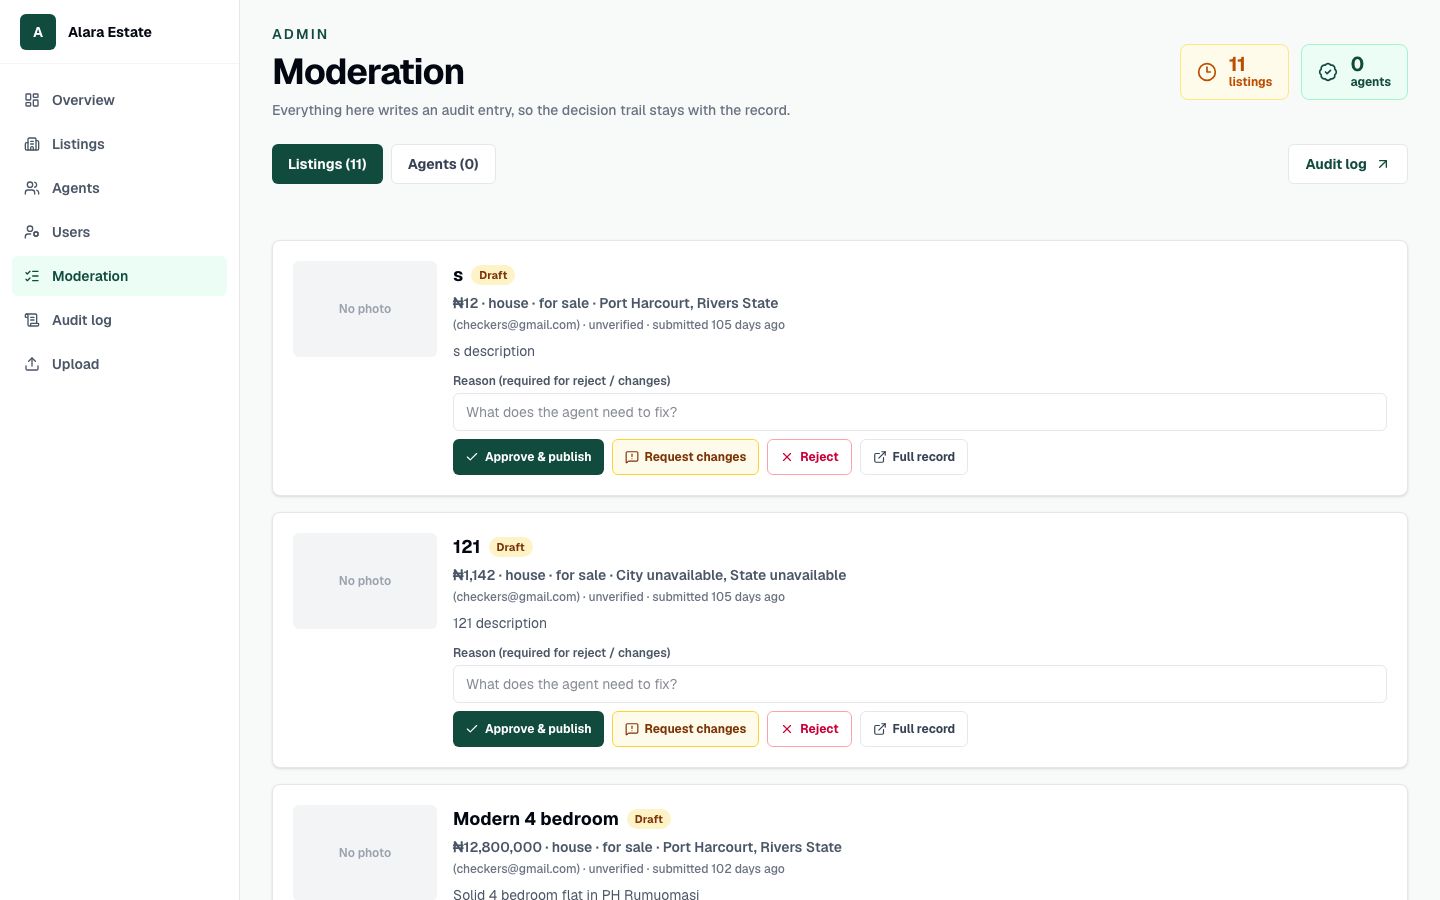 A
Alara Estate
Overview
Listings
Agents
Users
Moderation
Audit log
Upload
ADMIN
Moderation
Everything here writes an audit entry, so the decision trail stays with the record.
11
listings
0
agents
Listings (11)
Agents (0)
Audit log
No photo
s Draft
₦12 · house · for sale · Port Harcourt, Rivers State
(checkers@gmail.com) · unverified · submitted 105 days ago
s description
Reason (required for reject / changes)
What does the agent need to fix?
Approve & publish
Request changes
Reject
Full record
No photo
121 Draft
₦1,142 · house · for sale · City unavailable, State unavailable
(checkers@gmail.com) · unverified · submitted 105 days ago
121 description
Reason (required for reject / changes)
What does the agent need to fix?
Approve & publish
Request changes
Reject
Full record
No photo
Modern 4 bedroom Draft
₦12,800,000 · house · for sale · Port Harcourt, Rivers State
(checkers@gmail.com) · unverified · submitted 102 days ago
Solid 4 bedroom flat in PH Rumuomasi